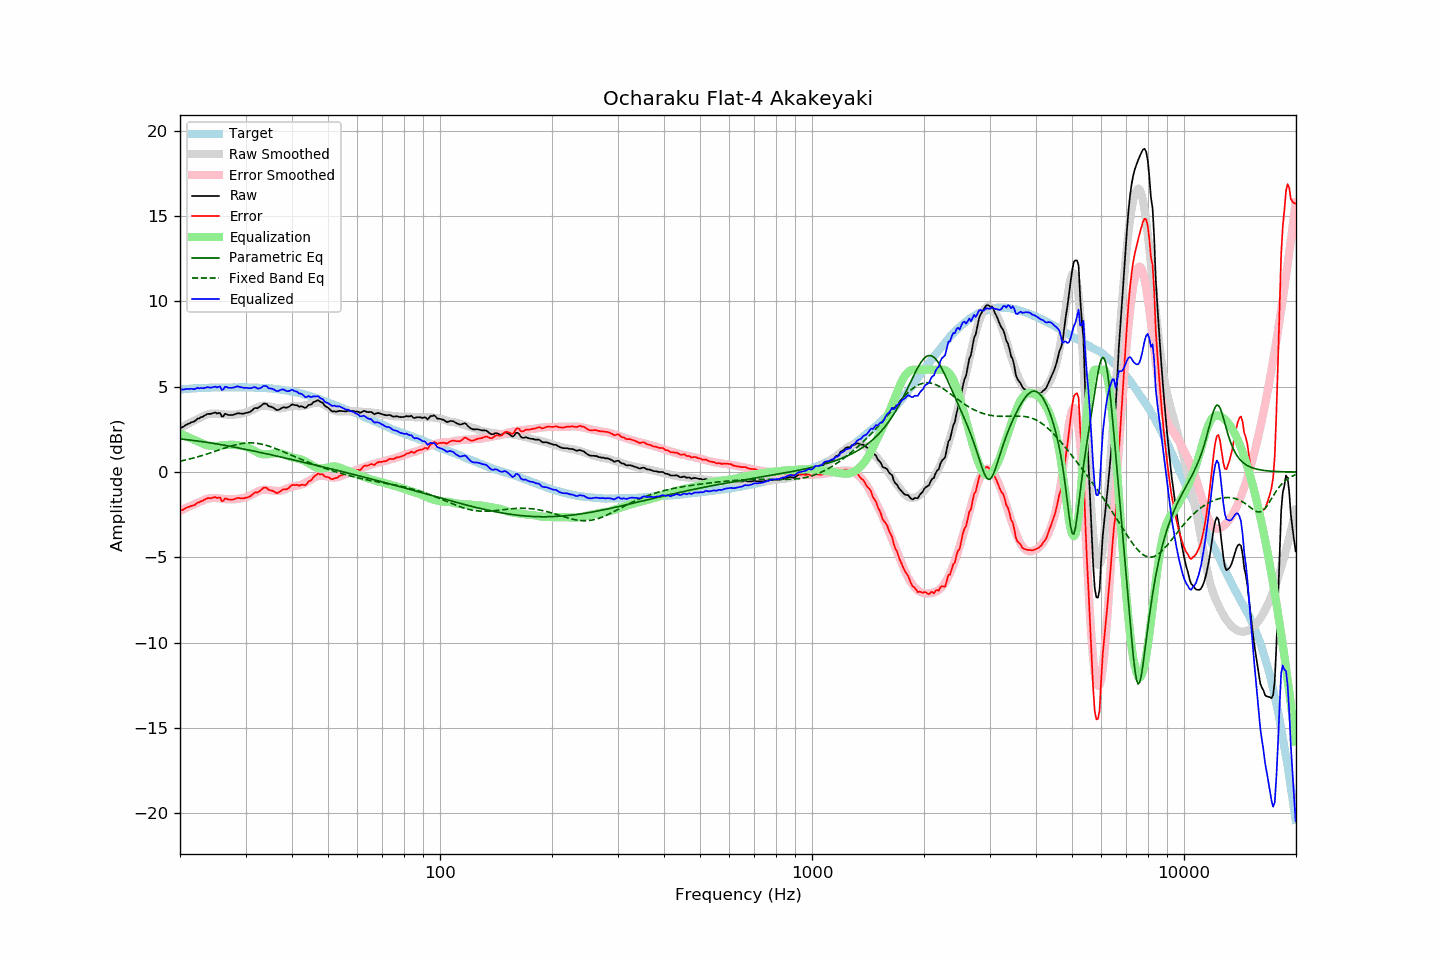 Ocharaku Flat-4 Akakeyaki
Target
Raw Smoothed
Error Smoothed
Raw
Error
Equalization
Parametric Eq
Fixed Band Eq
Equalized
20
15
10
5
0
−5
−10
−15
−20
Amplitude (dBr)
100
1000
10000
Frequency (Hz)